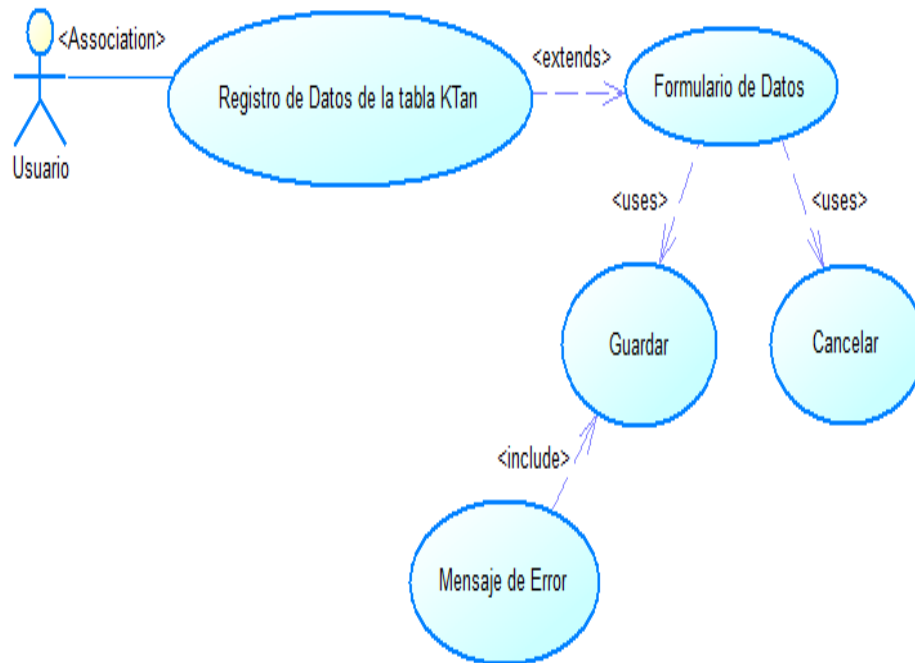 <Association>
Usuario
Registro de Datos de la tabla KTan
<extends>
Formulario de Datos
<uses>
<uses>
Guardar
Cancelar
<include>
Mensaje de Error